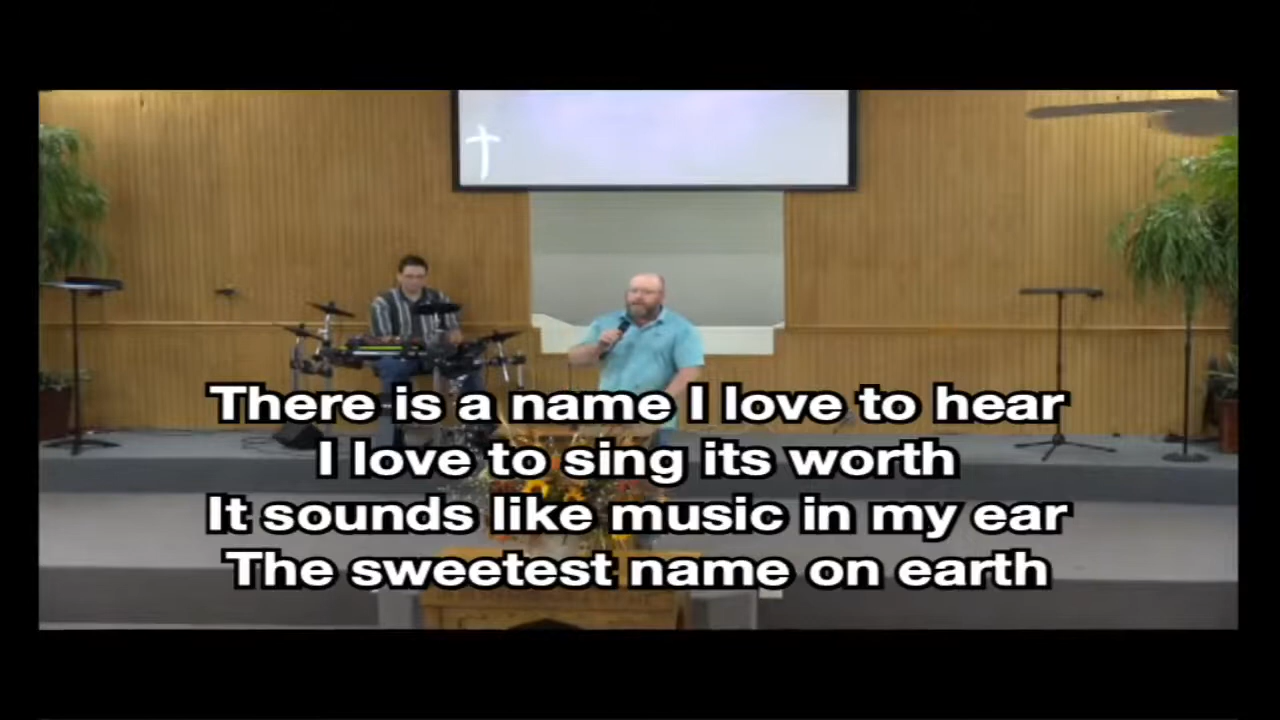 There is a name I love to hear
I love to sing its worth
It sounds like music in my ear
The sweetest name on earth